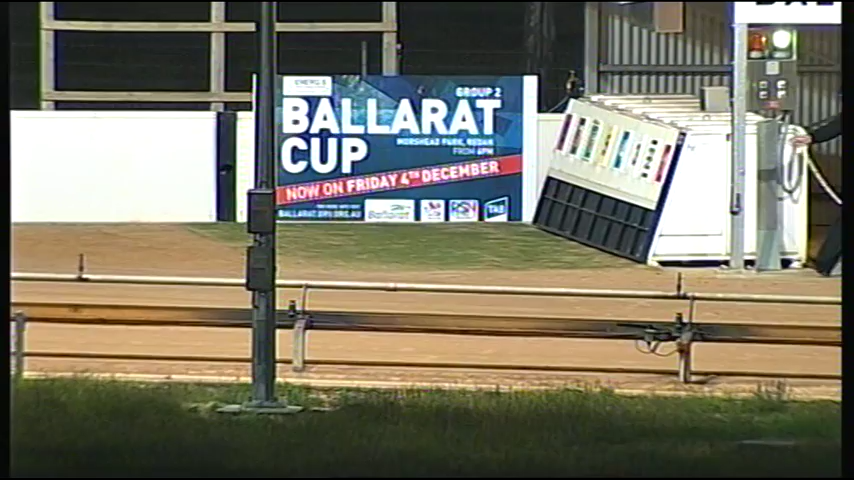 GROUP 2
BALLARAT
CUP
MORSHEAD PARK, REDAN
FROM 6PM
NOW ON FRIDAY 4TH DECEMBER
BALLARAT.GRV.ORG.AU
Ballarat
RSN
TAB